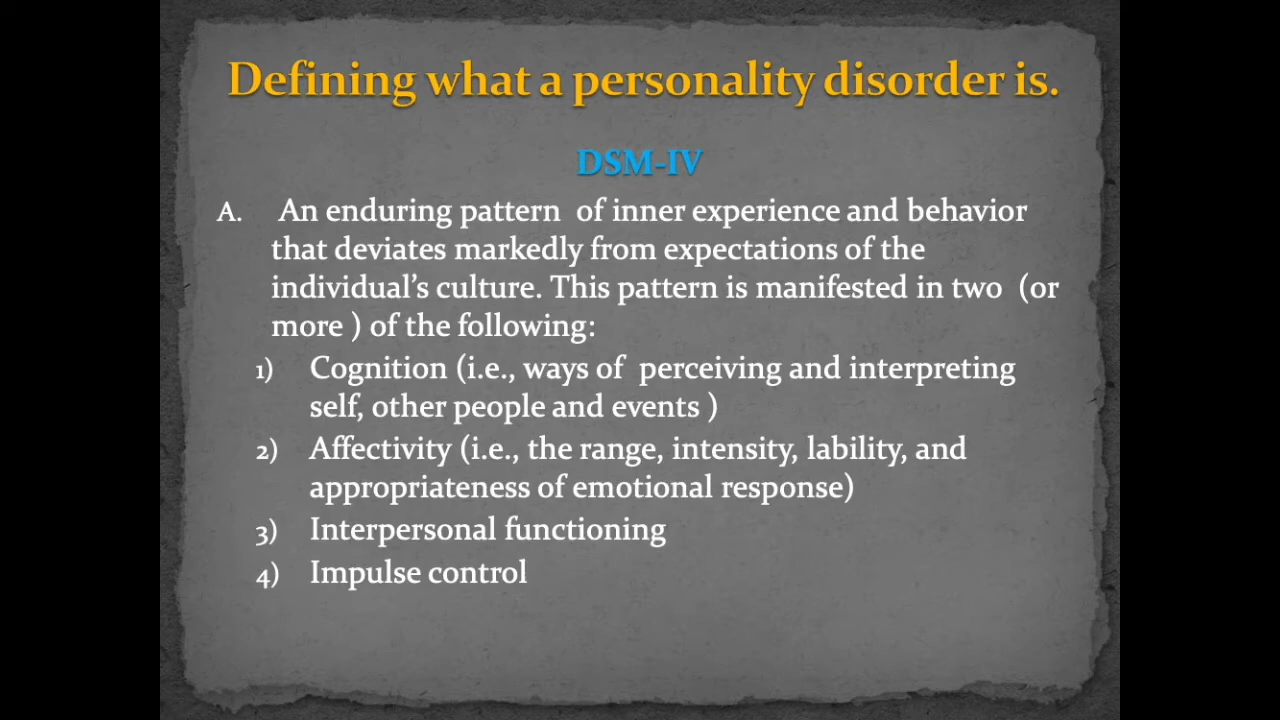 Defining what a personality disorder is.
DSM-IV
A. An enduring pattern of inner experience and behavior
that deviates markedly from expectations of the
individual's culture. This pattern is manifested in two (or
more ) of the following:
1) Cognition (i.e., ways of perceiving and interpreting
self, other people and events )
2) Affectivity (i.e., the range, intensity, lability, and
appropriateness of emotional response)
3) Interpersonal functioning
4) Impulse control